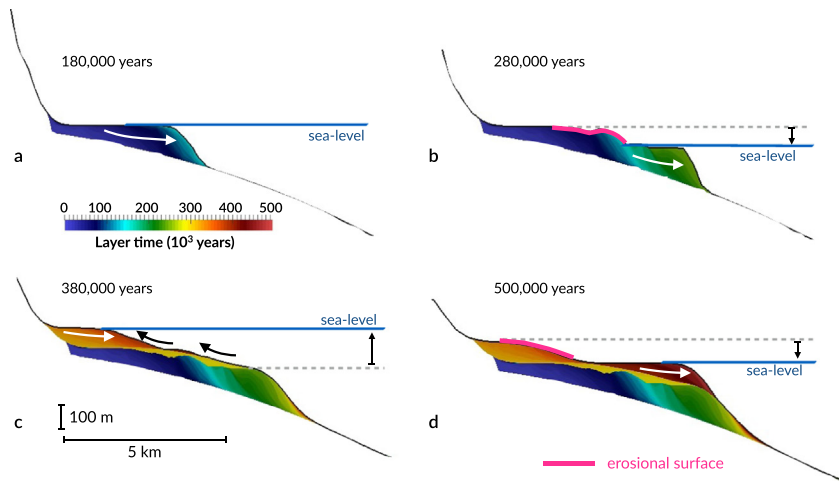 180,000 years
sea-level
a
0 100 200 300 400 500
Layer time (10³ years)
280,000 years
sea-level
b
380,000 years
sea-level
c
100 m
5 km
500,000 years
sea-level
d
erosional surface